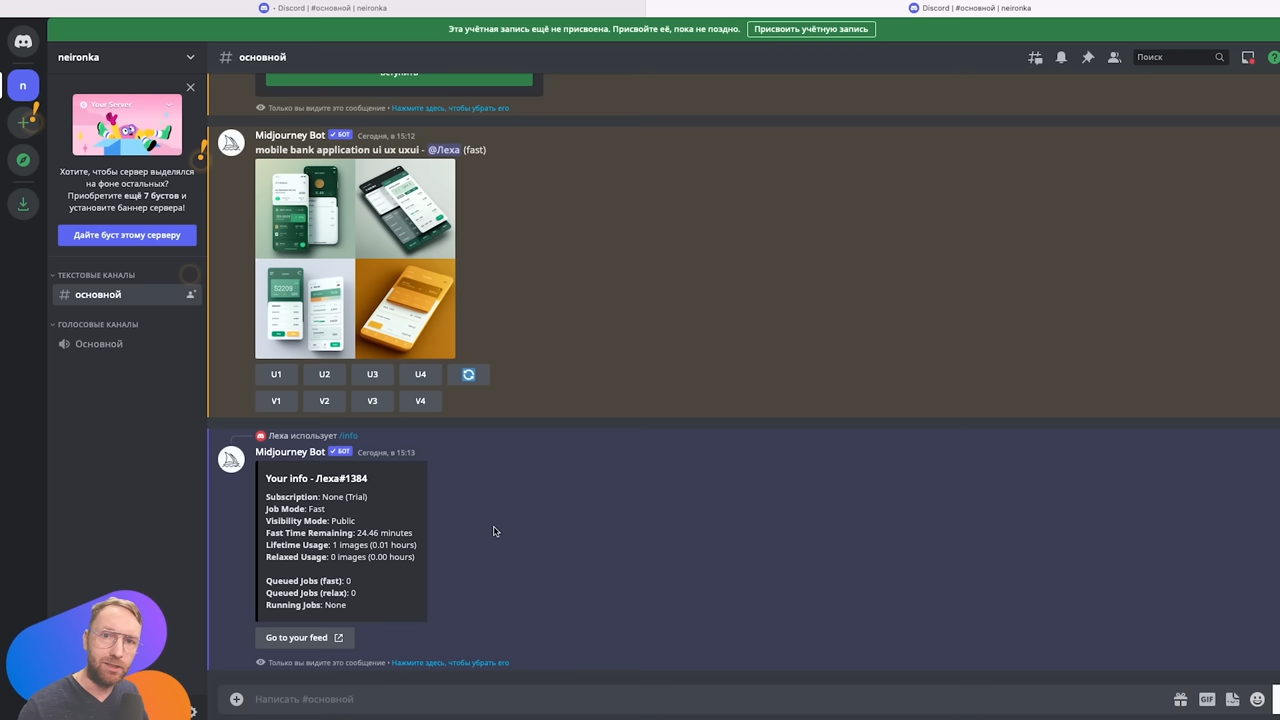 - Discord | #основной | neironka
Discord | #основной | neironka
Эта учётная запись ещё не присвоена. Присвойте её, пока не поздно.
Присвоить учётную запись
neironka
основной
Поиск
Your Server
Хотите, чтобы сервер выделялся
на фоне остальных?
Приобретите ещё 7 бустов и
установите баннер сервера!
Дайте буст этому серверу
ТЕКСТОВЫЕ КАНАЛЫ
# основной
ГОЛОСОВЫЕ КАНАЛЫ
Основной
Только вы видите это сообщение • Нажмите здесь, чтобы убрать его
Midjourney Bot ✓ БОТ Сегодня, в 15:12
mobile bank application ui ux uxui - @Леха (fast)
U1 U2 U3 U4
V1 V2 V3 V4
Леха использует /info
Midjourney Bot ✓ БОТ Сегодня, в 15:13
Your info - Леха#1384
Subscription: None (Trial)
Job Mode: Fast
Visibility Mode: Public
Fast Time Remaining: 24.46 minutes
Lifetime Usage: 1 images (0.01 hours)
Relaxed Usage: 0 images (0.00 hours)
Queued Jobs (fast): 0
Queued Jobs (relax): 0
Running Jobs: None
Go to your feed
Только вы видите это сообщение • Нажмите здесь, чтобы убрать его
Написать #основной
GIF